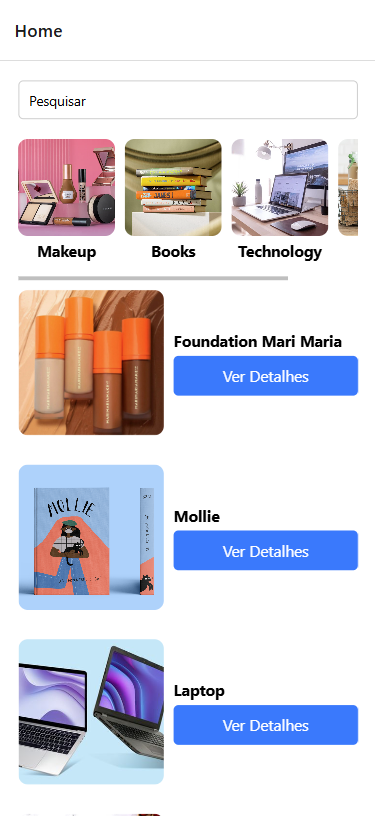 Home
Pesquisar
Makeup
Books
Technology
Foundation Mari Maria
Ver Detalhes
MOLLIE
Mollie
Ver Detalhes
Laptop
Ver Detalhes